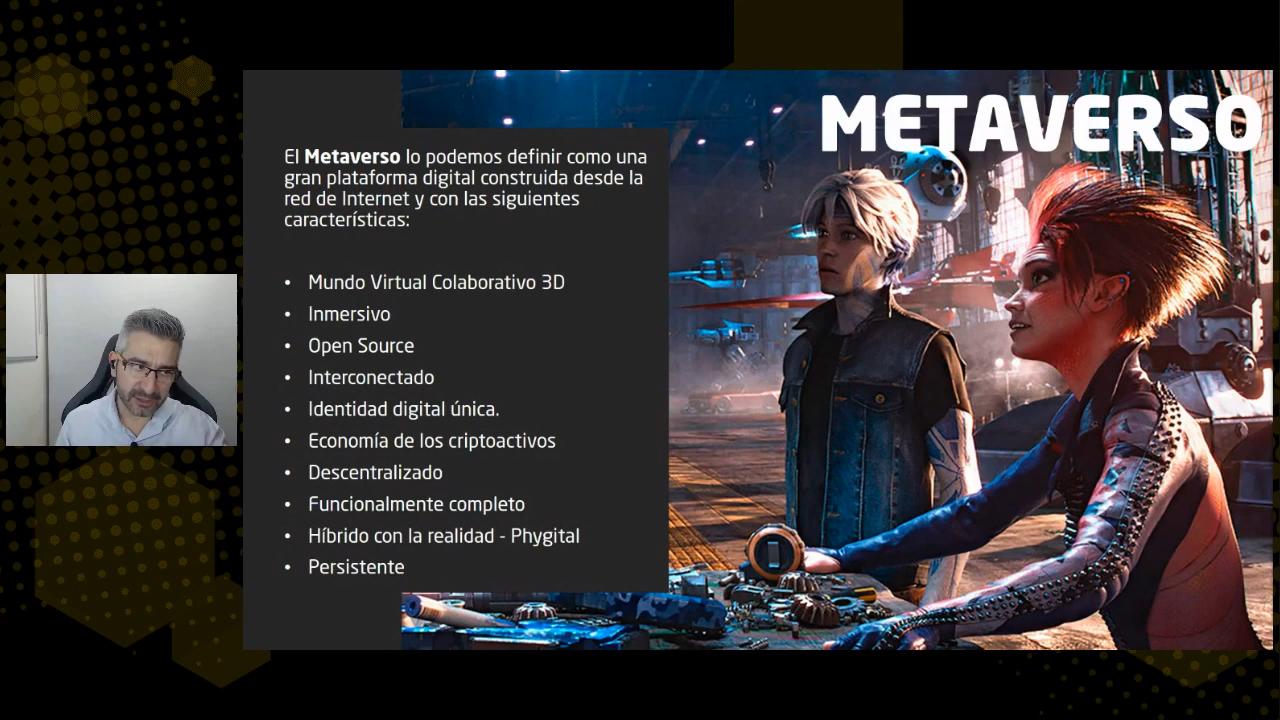 METAVERSO
El Metaverso lo podemos definir como una
gran plataforma digital construida desde la
red de Internet y con las siguientes
características:
• Mundo Virtual Colaborativo 3D
• Inmersivo
• Open Source
• Interconectado
• Identidad digital única.
• Economía de los criptoactivos
• Descentralizado
• Funcionalmente completo
• Híbrido con la realidad - Phygital
• Persistente